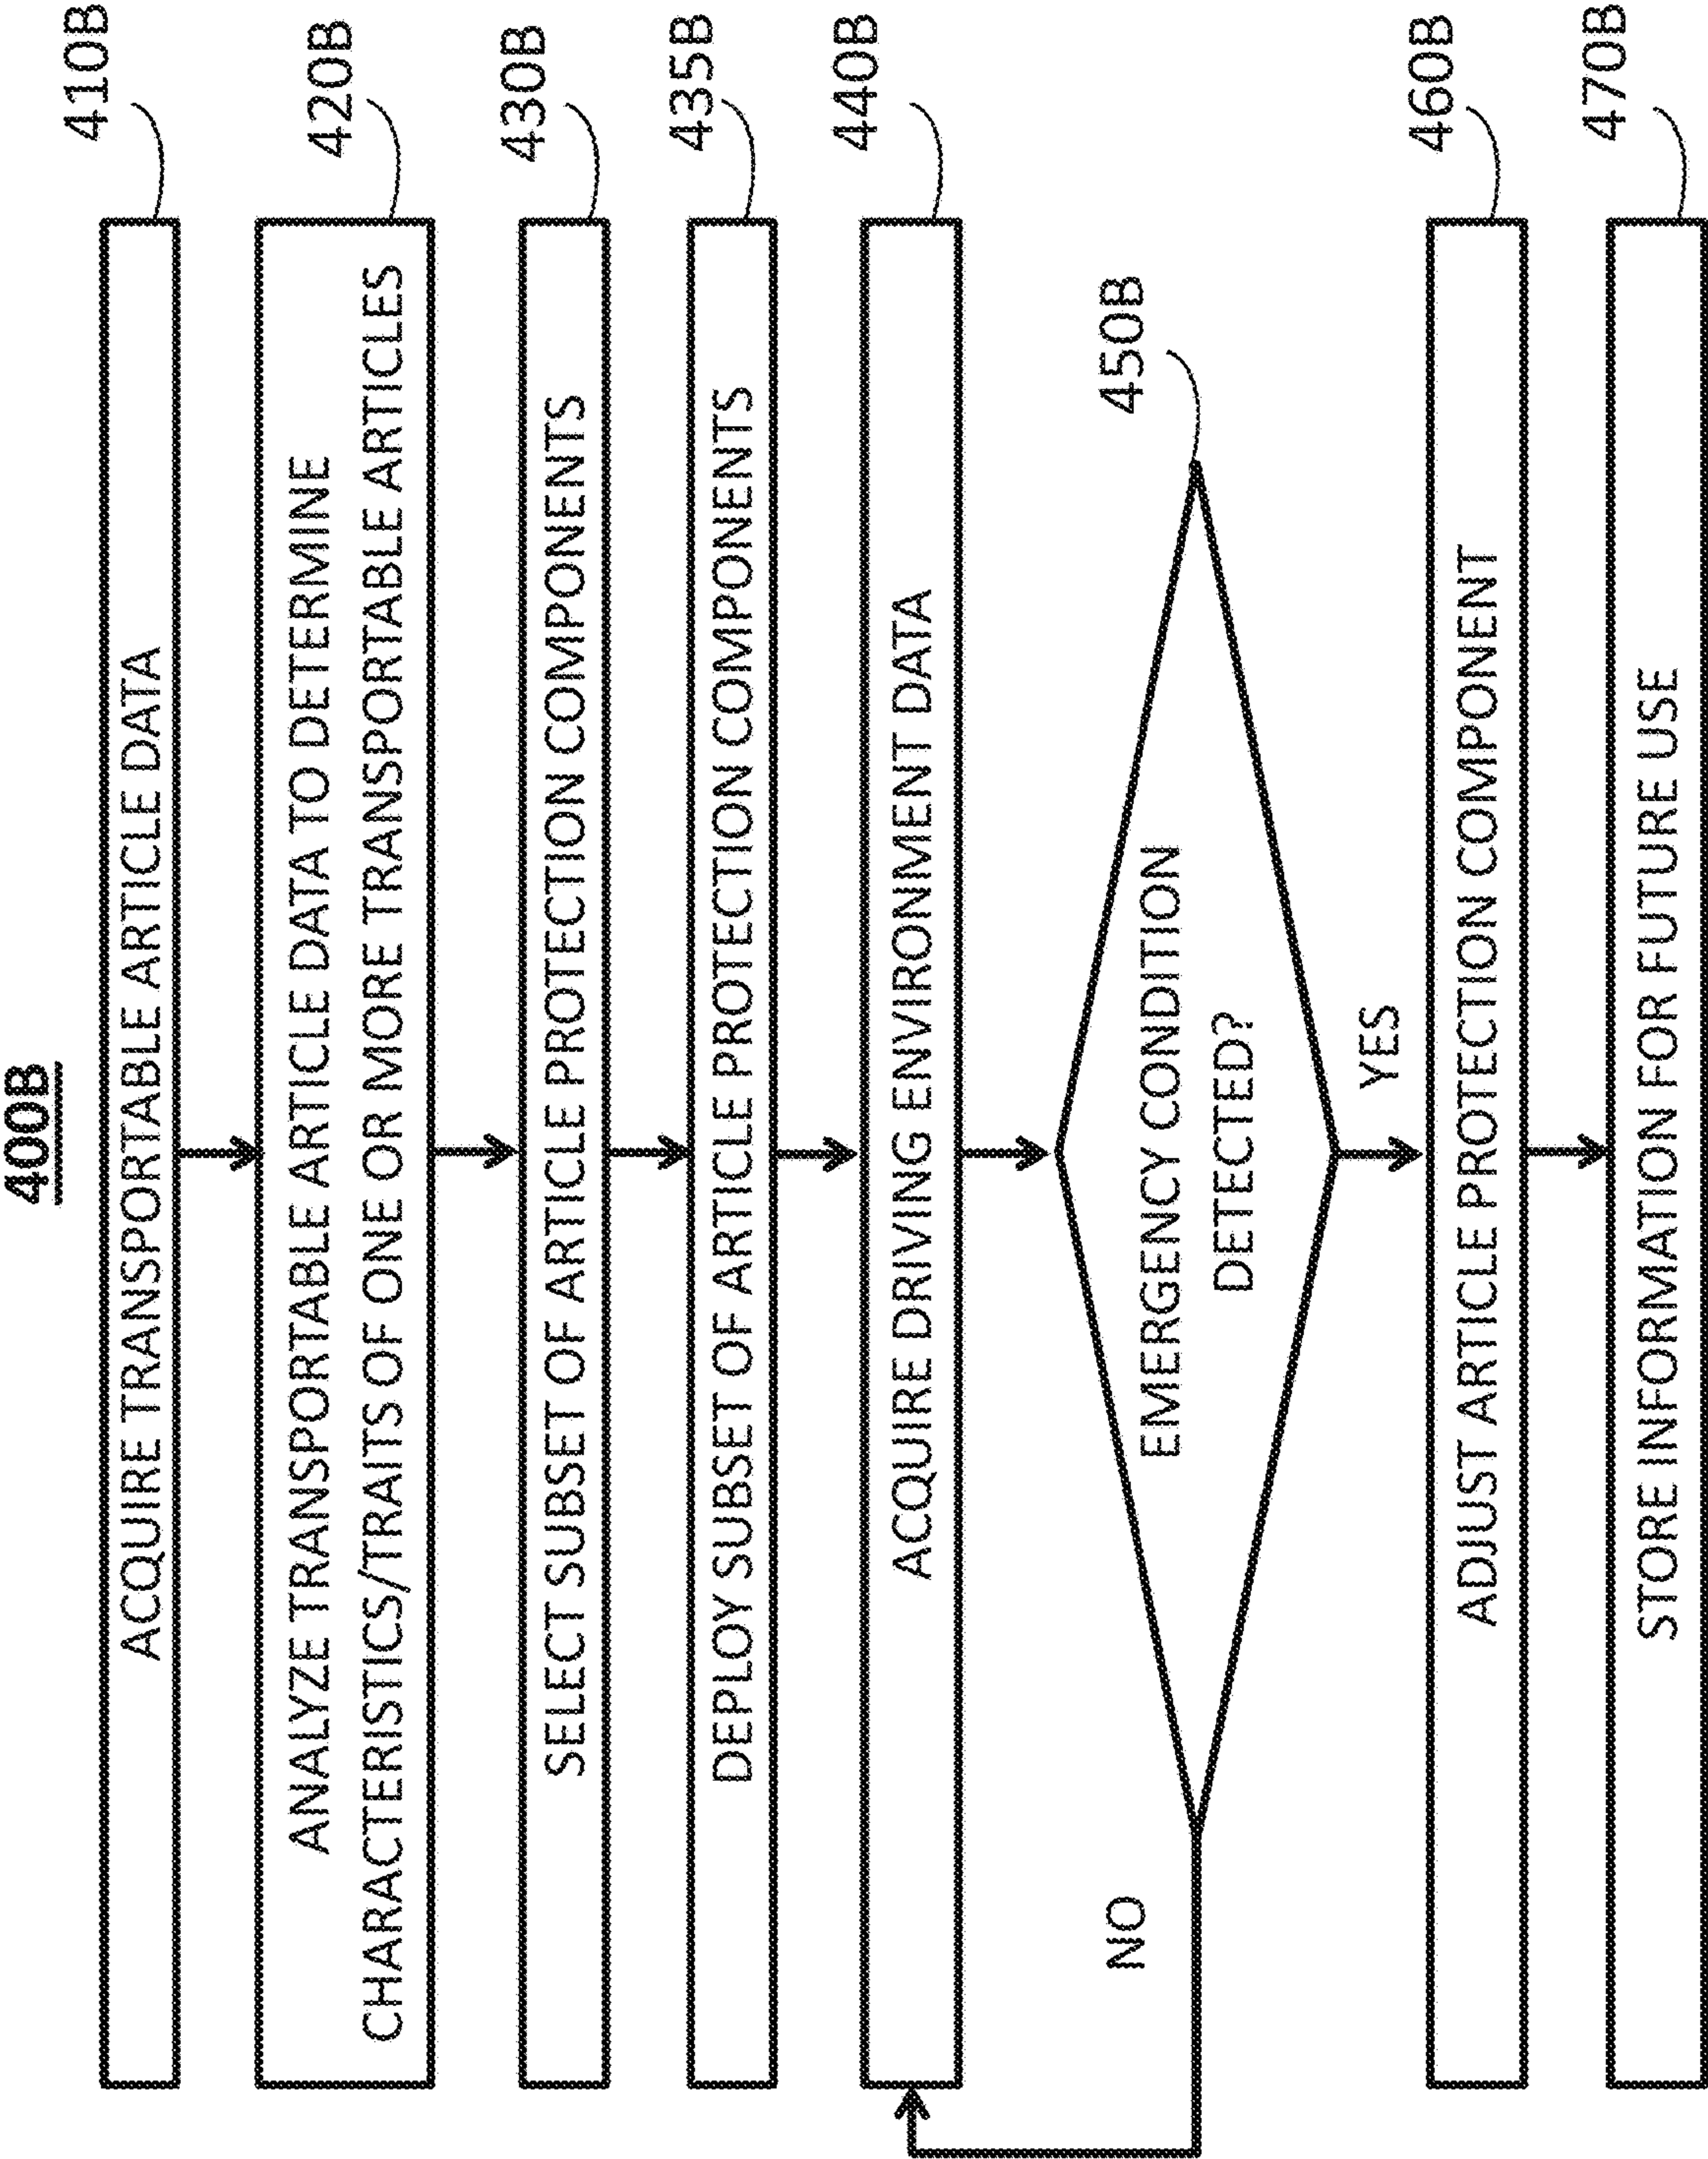 400B
410B
ACQUIRE TRANSPORTABLE ARTICLE DATA
420B
ANALYZE TRANSPORTABLE ARTICLE DATA TO DETERMINE
CHARACTERISTICS/TRAITS OF ONE OR MORE TRANSPORTABLE ARTICLES
430B
SELECT SUBSET OF ARTICLE PROTECTION COMPONENTS
435B
DEPLOY SUBSET OF ARTICLE PROTECTION COMPONENTS
440B
ACQUIRE DRIVING ENVIRONMENT DATA
450B
NO
EMERGENCY CONDITION
DETECTED?
YES
460B
ADJUST ARTICLE PROTECTION COMPONENT
470B
STORE INFORMATION FOR FUTURE USE